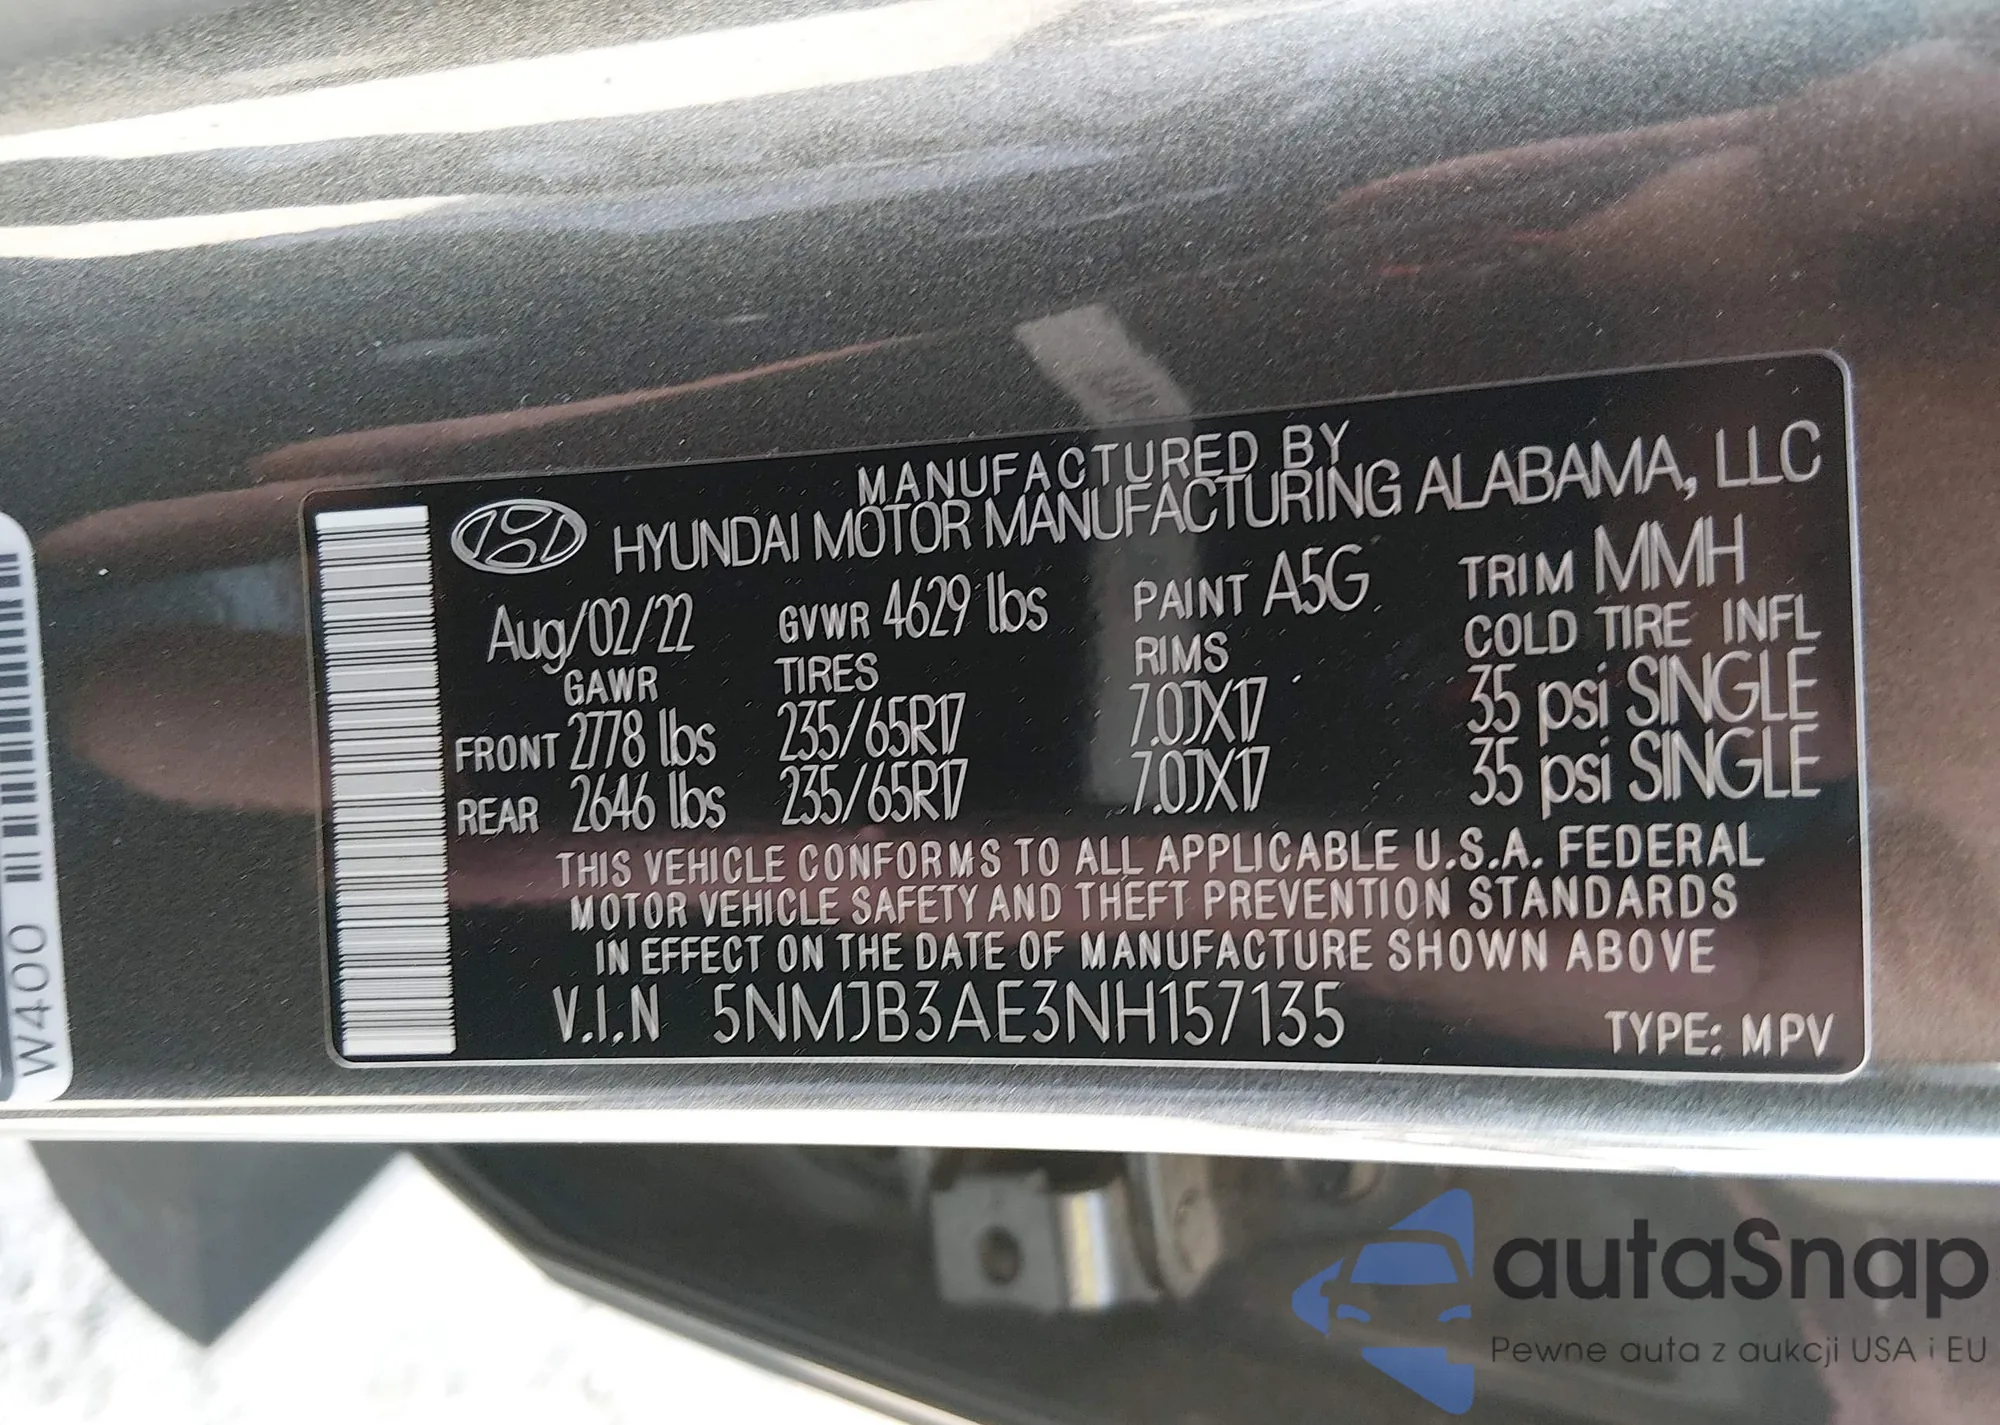 MANUFACTURED BY
HYUNDAI MOTOR MANUFACTURING ALABAMA, LLC
Aug/02/22 GVWR 4629 lbs PAINT A5G TRIM MMH
GAWR TIRES RIMS COLD TIRE INFL
FRONT 2778 lbs 235/65R17 7.0JX17 35 psi SINGLE
REAR 2646 lbs 235/65R17 7.0JX17 35 psi SINGLE
THIS VEHICLE CONFORMS TO ALL APPLICABLE U.S.A. FEDERAL
MOTOR VEHICLE SAFETY AND THEFT PREVENTION STANDARDS
IN EFFECT ON THE DATE OF MANUFACTURE SHOWN ABOVE
V.I.N 5NMJB3AE3NH157135 TYPE: MPV
W400
autaSnap
Pewne auta z aukcji USA i EU